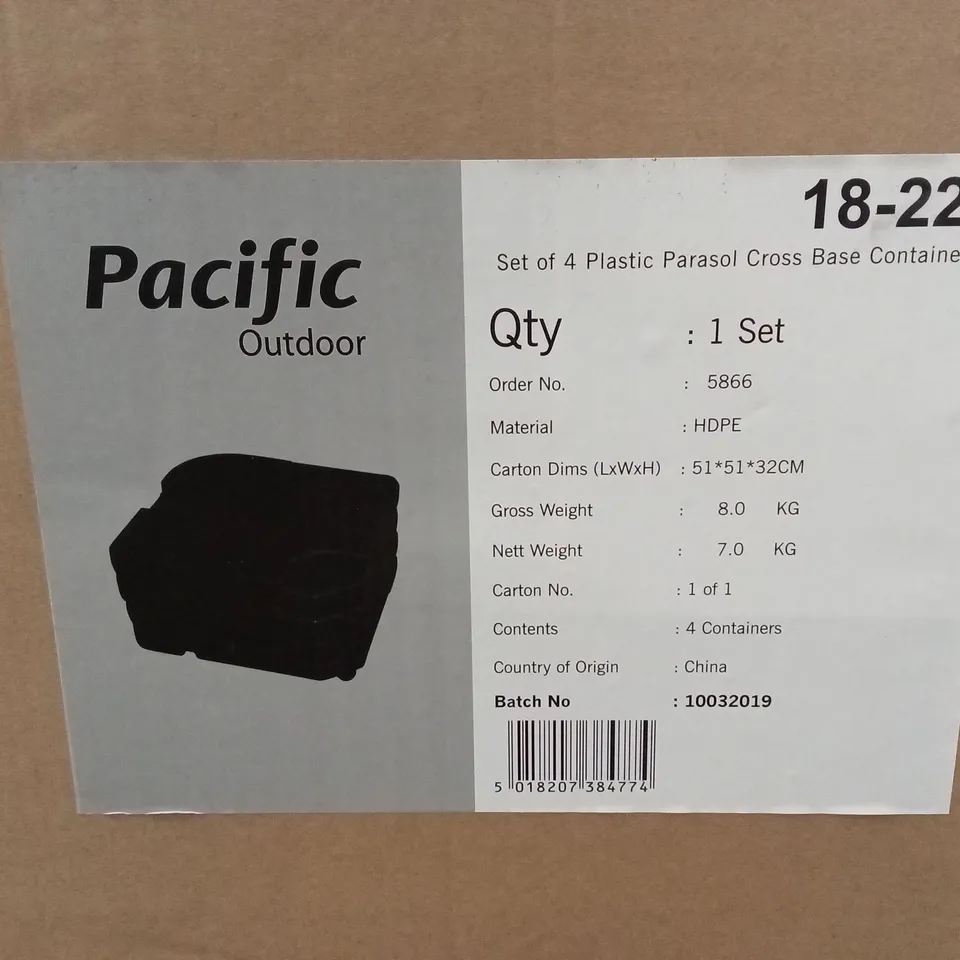 Pacific
Outdoor
18-22
Set of 4 Plastic Parasol Cross Base Containe
Qty : 1 Set
Order No. : 5866
Material : HDPE
Carton Dims (LxWxH) : 51*51*32CM
Gross Weight : 8.0 KG
Nett Weight : 7.0 KG
Carton No. : 1 of 1
Contents : 4 Containers
Country of Origin : China
Batch No : 10032019
5 018207 384774